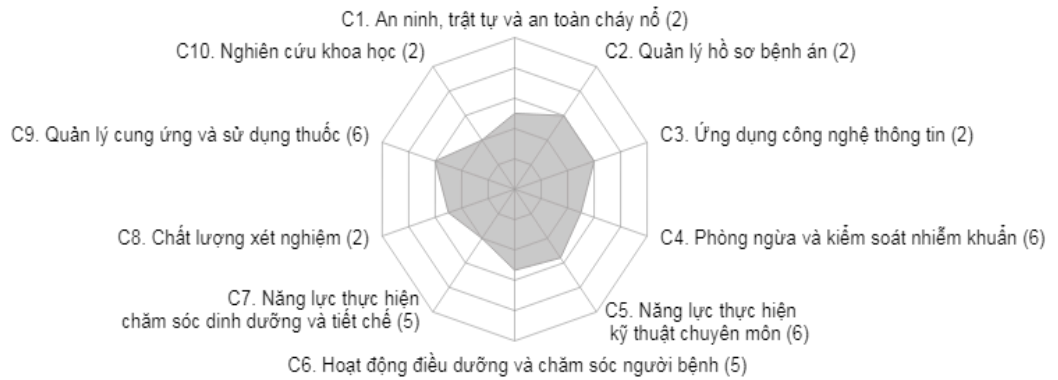 C1. An ninh, trật tự và an toàn cháy nổ (2)
C10. Nghiên cứu khoa học (2)
C2. Quản lý hồ sơ bệnh án (2)
C9. Quản lý cung ứng và sử dụng thuốc (6)
C3. Ứng dụng công nghệ thông tin (2)
C8. Chất lượng xét nghiệm (2)
C4. Phòng ngừa và kiểm soát nhiễm khuẩn (6)
C7. Năng lực thực hiện
chăm sóc dinh dưỡng và tiết chế (5)
C5. Năng lực thực hiện
kỹ thuật chuyên môn (6)
C6. Hoạt động điều dưỡng và chăm sóc người bệnh (5)